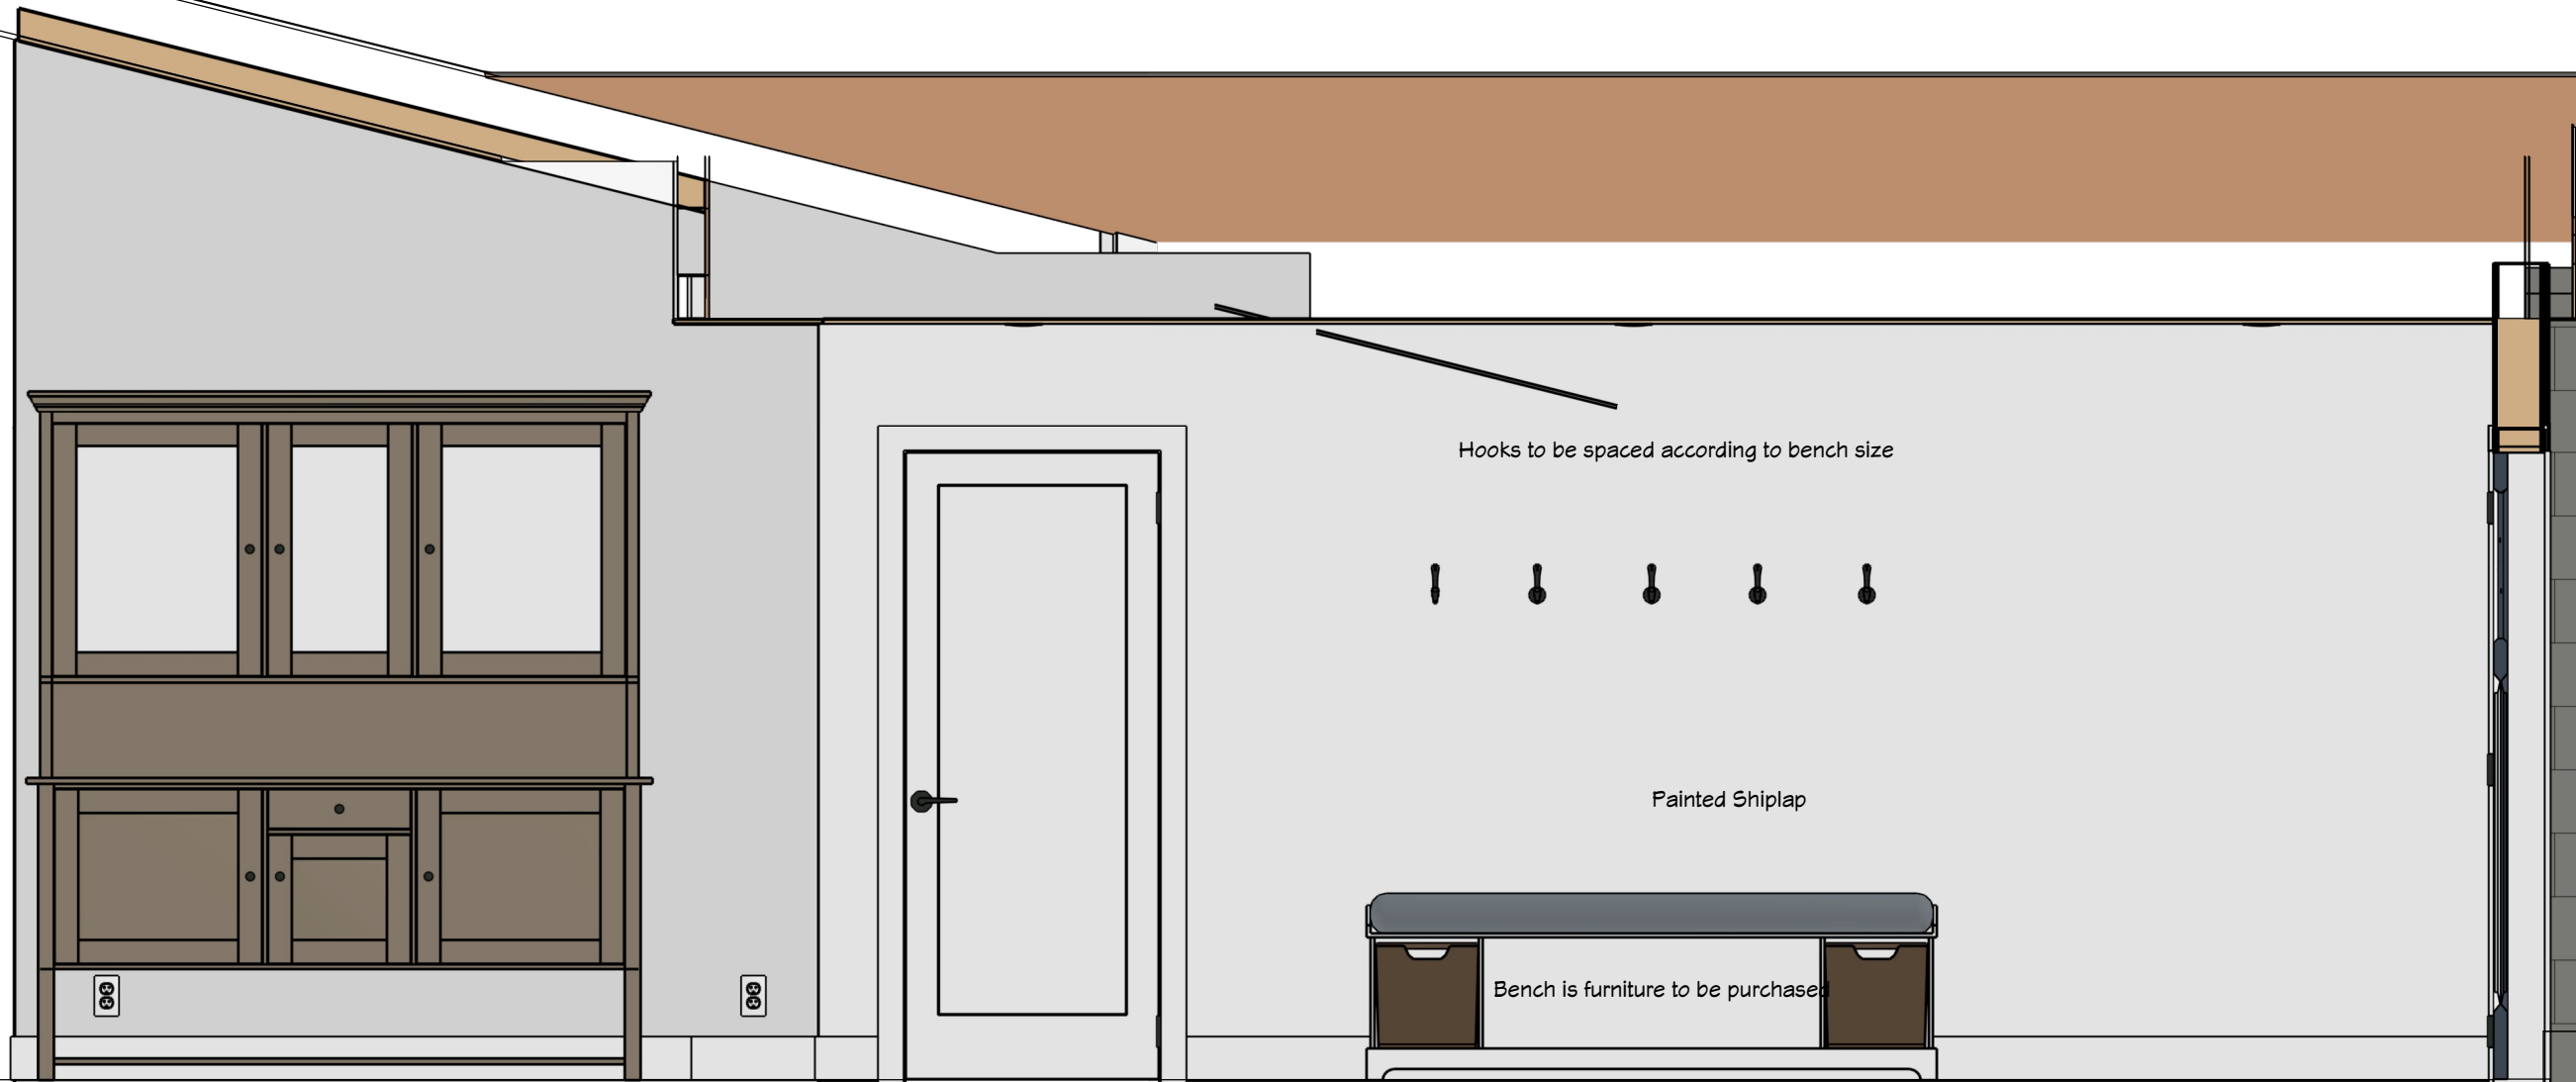 Hooks to be spaced according to bench size
Painted Shiplap
Bench is furniture to be purchased